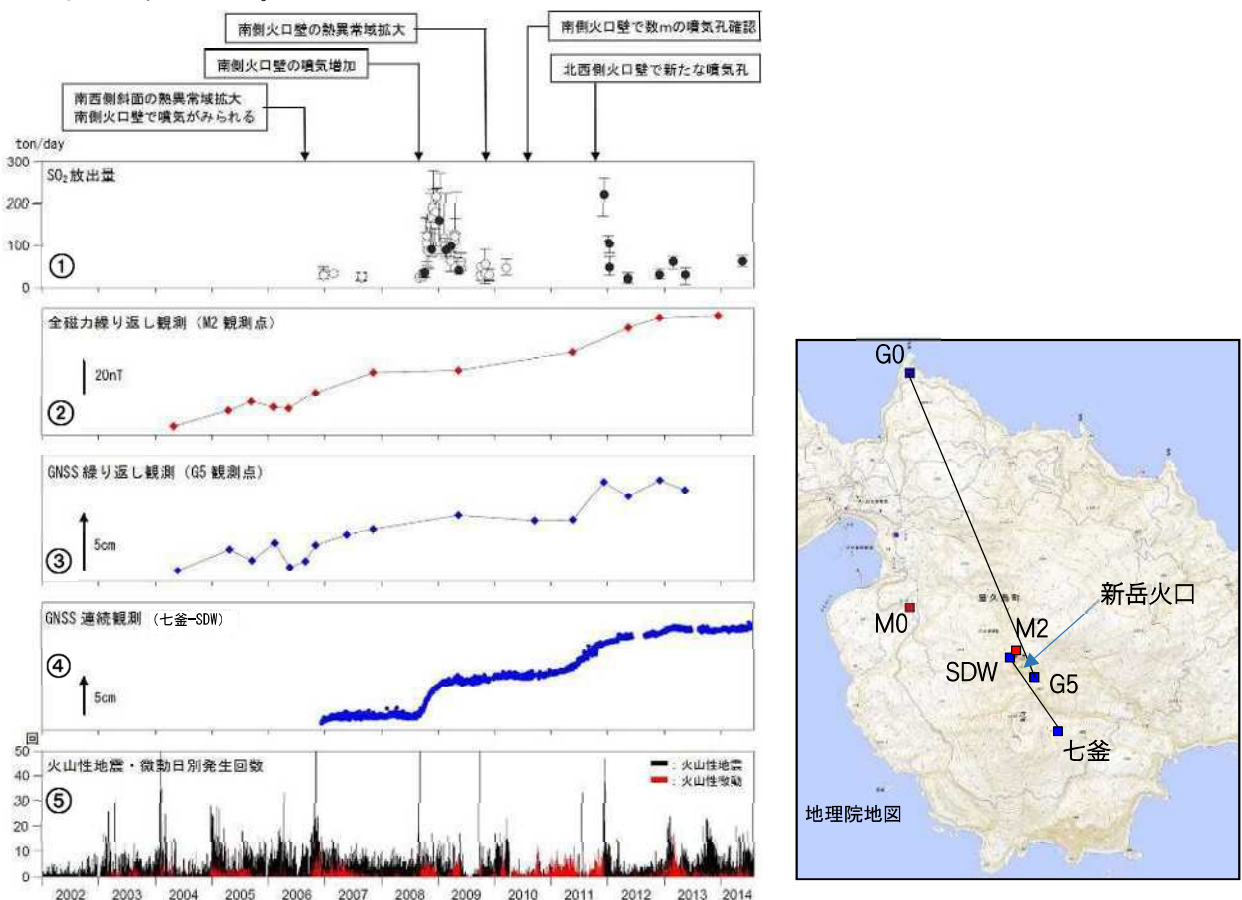 南側火口壁の熱異常域拡大
南側火口壁で数mの噴気孔確認
南側火口壁の噴気増加
北西側火口壁で新たな噴気孔
南西側斜面の熱異常域拡大
南側火口壁で噴気がみられる
ton/day
300
200
100
0
SO₂放出量
①
全磁力繰り返し観測（M2 観測点）
20nT
②
GNSS 繰り返し観測（G5 観測点）
5cm
③
GNSS 連続観測 （七釜−SDW）
5cm
④
回
50
40
30
20
10
0
火山性地震・微動日別発生回数
：火山性地震
：火山性微動
⑤
2002 2003 2004 2005 2006 2007 2008 2009 2010 2011 2012 2013 2014
G0
屋久島町
新岳火口
M0
M2
SDW
G5
七釜
地理院地図